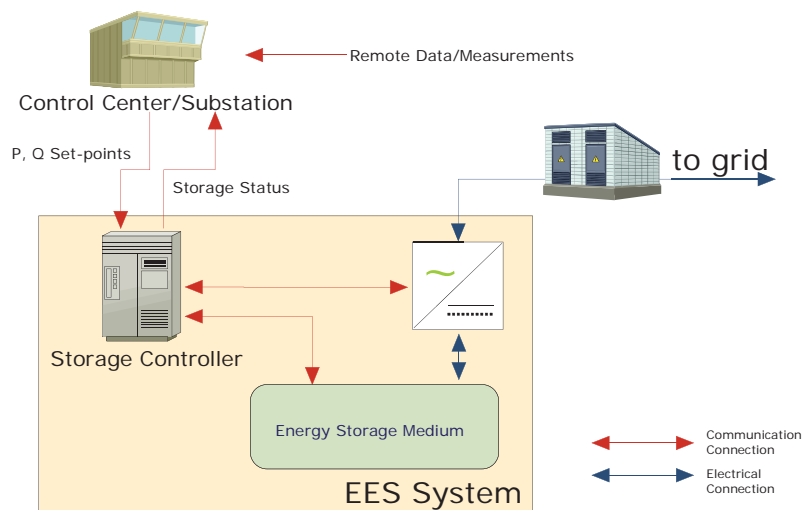 Remote Data/Measurements
Control Center/Substation
P, Q Set-points
Storage Status
to grid
~
Storage Controller
Energy Storage Medium
EES System
Communication
Connection
Electrical
Connection